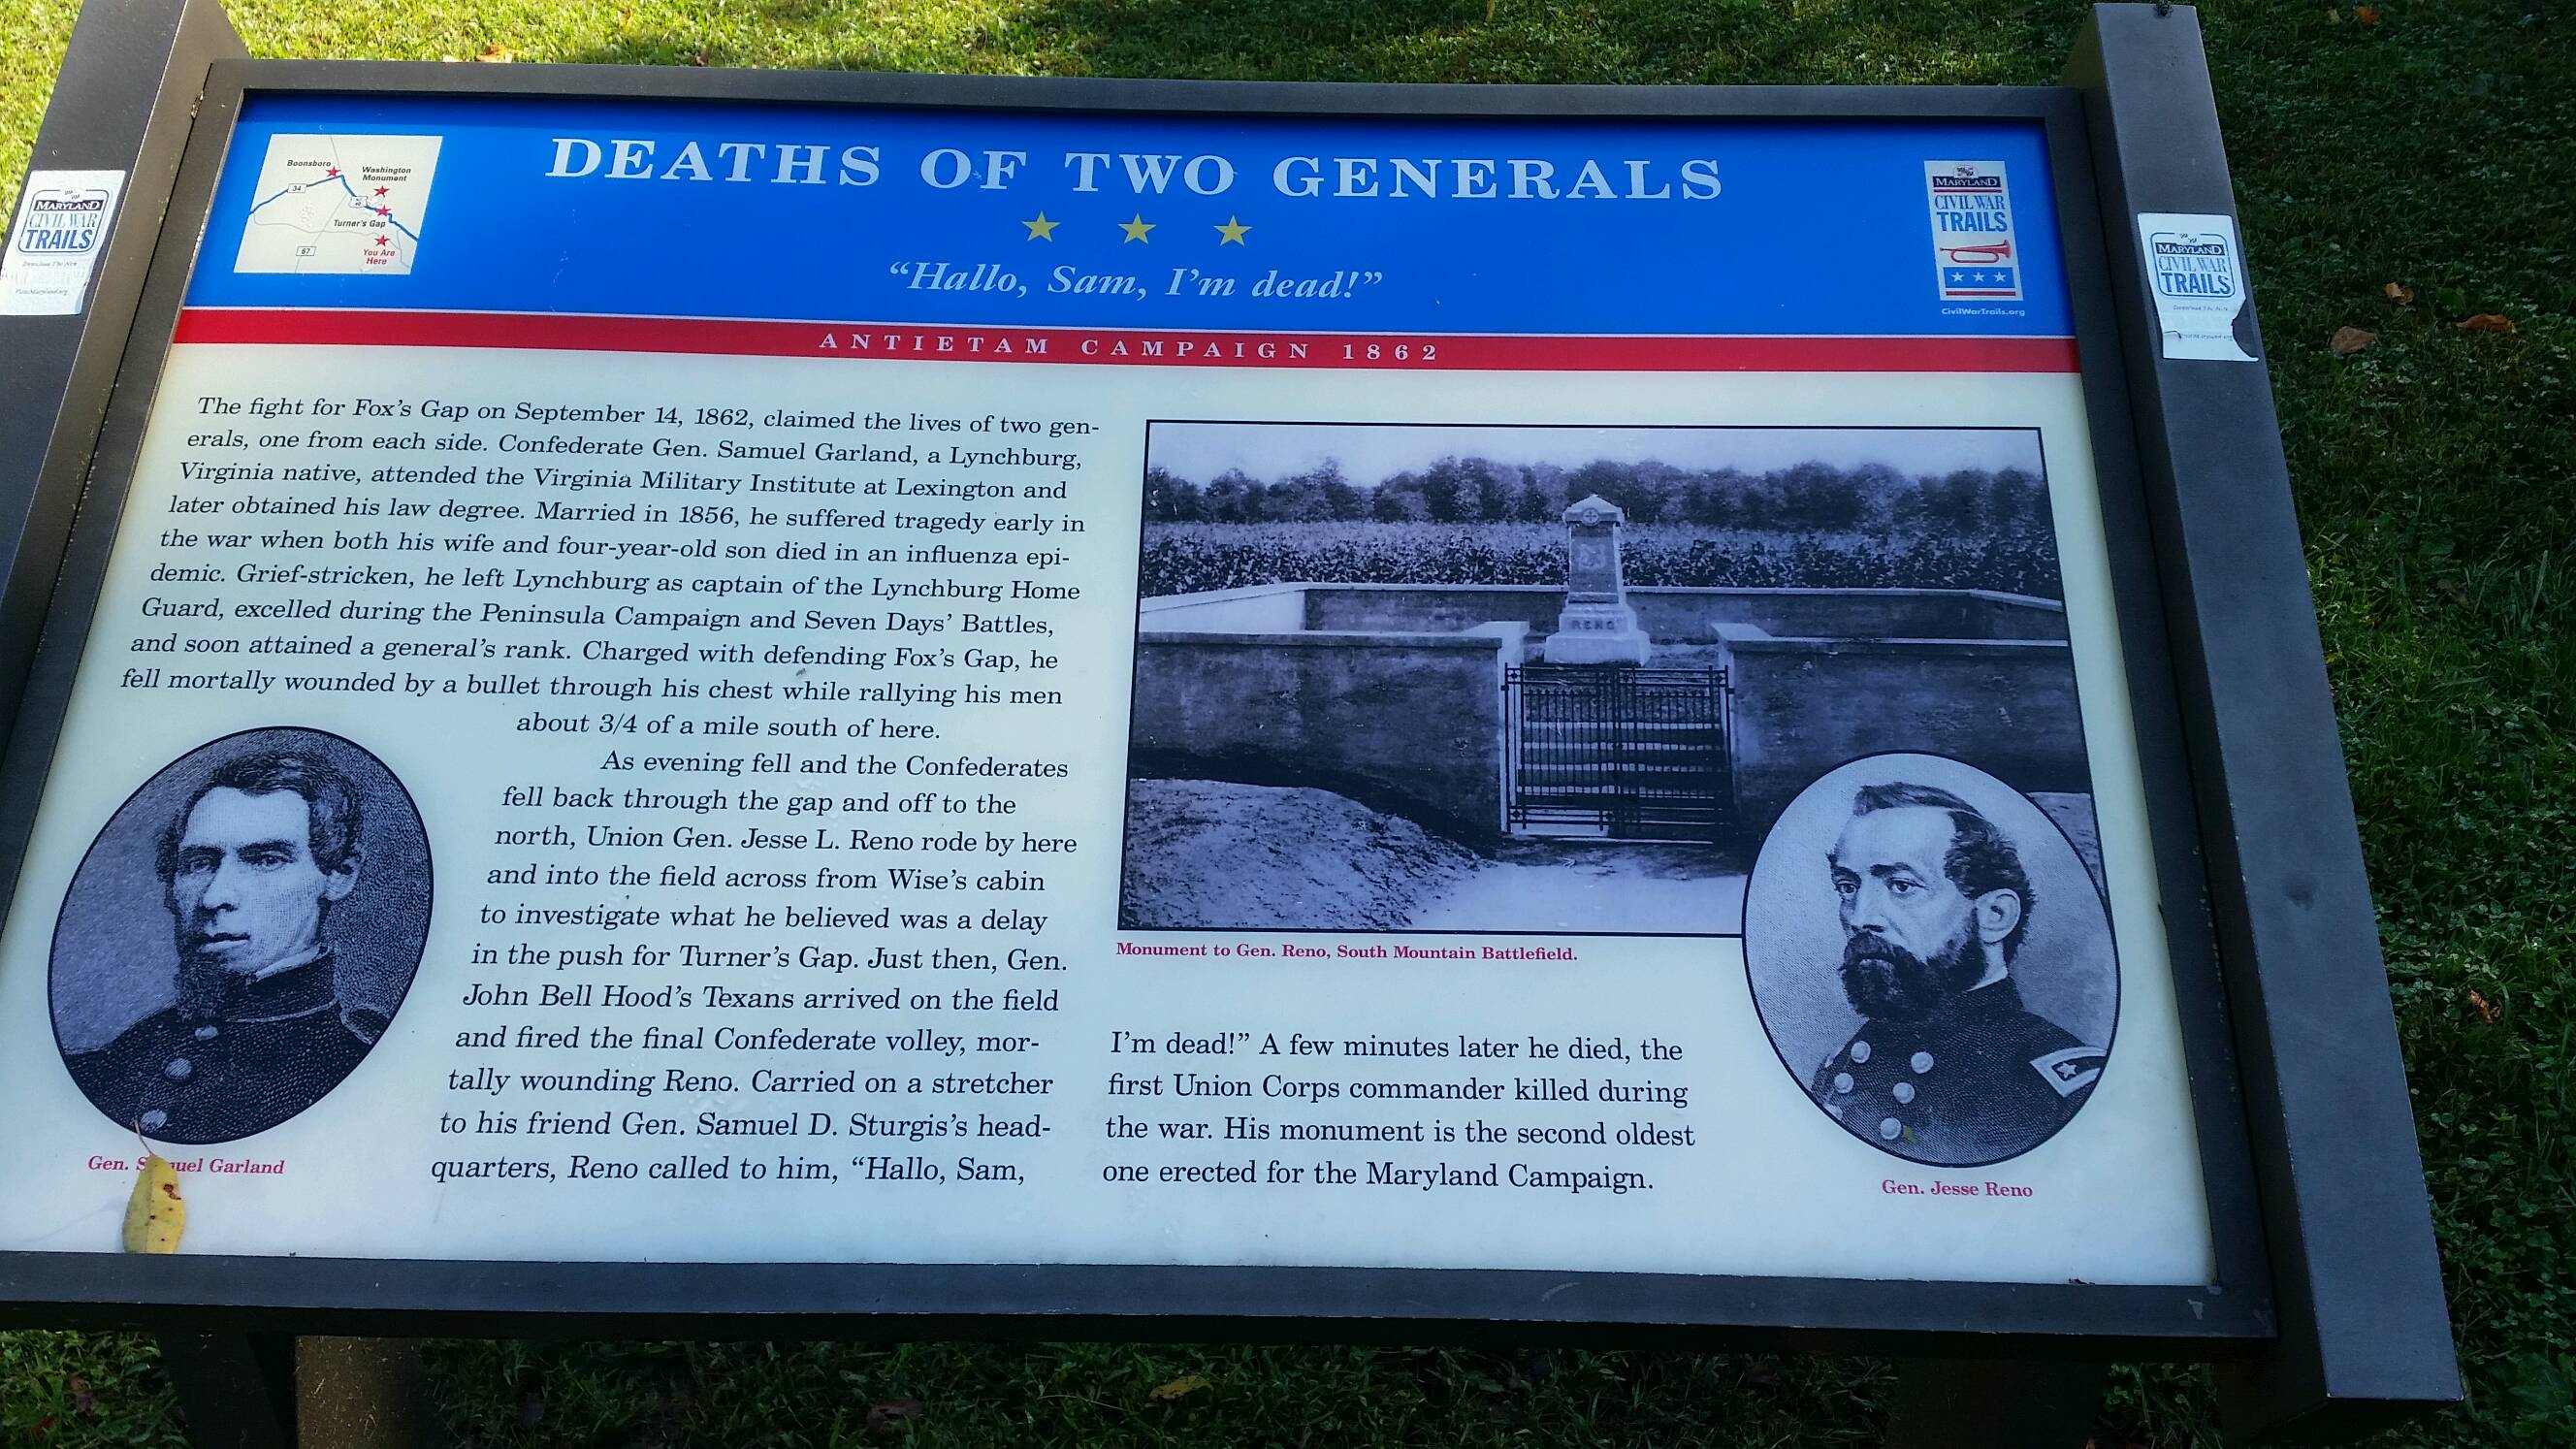 DEATHS OF TWO GENERALS
"Hallo, Sam, I'm dead!"
ANTIETAM CAMPAIGN 1862
Boonsboro
Washington
Monument
34
Turner's Gap
67
You Are
Here
MARYLAND
CIVIL WAR
TRAILS
CivilWarTrails.org
MARYLAND
CIVIL WAR
TRAILS
MARYLAND
CIVIL WAR
TRAILS
The fight for Fox's Gap on September 14, 1862, claimed the lives of two gen-
erals, one from each side. Confederate Gen. Samuel Garland, a Lynchburg,
Virginia native, attended the Virginia Military Institute at Lexington and
later obtained his law degree. Married in 1856, he suffered tragedy early in
the war when both his wife and four-year-old son died in an influenza epi-
demic. Grief-stricken, he left Lynchburg as captain of the Lynchburg Home
Guard, excelled during the Peninsula Campaign and Seven Days' Battles,
and soon attained a general's rank. Charged with defending Fox's Gap, he
fell mortally wounded by a bullet through his chest while rallying his men
about 3/4 of a mile south of here.
As evening fell and the Confederates
fell back through the gap and off to the
north, Union Gen. Jesse L. Reno rode by here
and into the field across from Wise's cabin
to investigate what he believed was a delay
in the push for Turner's Gap. Just then, Gen.
John Bell Hood's Texans arrived on the field
and fired the final Confederate volley, mor-
tally wounding Reno. Carried on a stretcher
to his friend Gen. Samuel D. Sturgis's head-
quarters, Reno called to him, "Hallo, Sam,
Gen. Samuel Garland
RENO
Monument to Gen. Reno, South Mountain Battlefield.
I'm dead!" A few minutes later he died, the
first Union Corps commander killed during
the war. His monument is the second oldest
one erected for the Maryland Campaign.
Gen. Jesse Reno